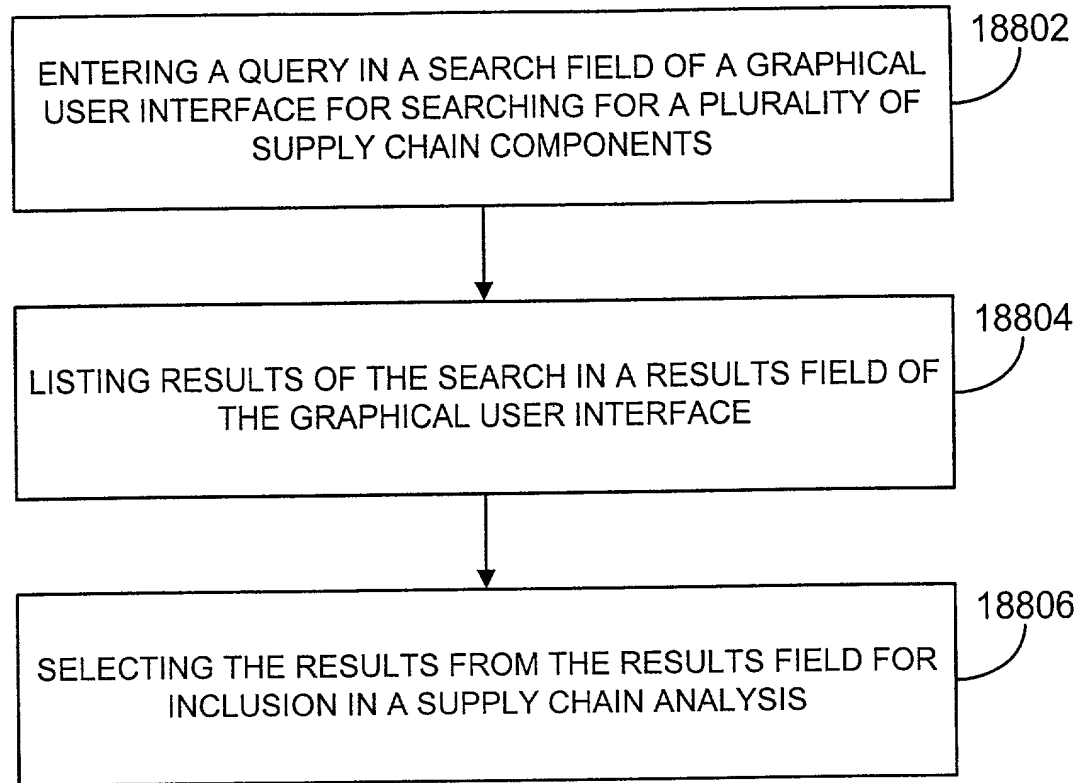 18802
ENTERING A QUERY IN A SEARCH FIELD OF A GRAPHICAL
USER INTERFACE FOR SEARCHING FOR A PLURALITY OF
SUPPLY CHAIN COMPONENTS
18804
LISTING RESULTS OF THE SEARCH IN A RESULTS FIELD OF
THE GRAPHICAL USER INTERFACE
18806
SELECTING THE RESULTS FROM THE RESULTS FIELD FOR
INCLUSION IN A SUPPLY CHAIN ANALYSIS